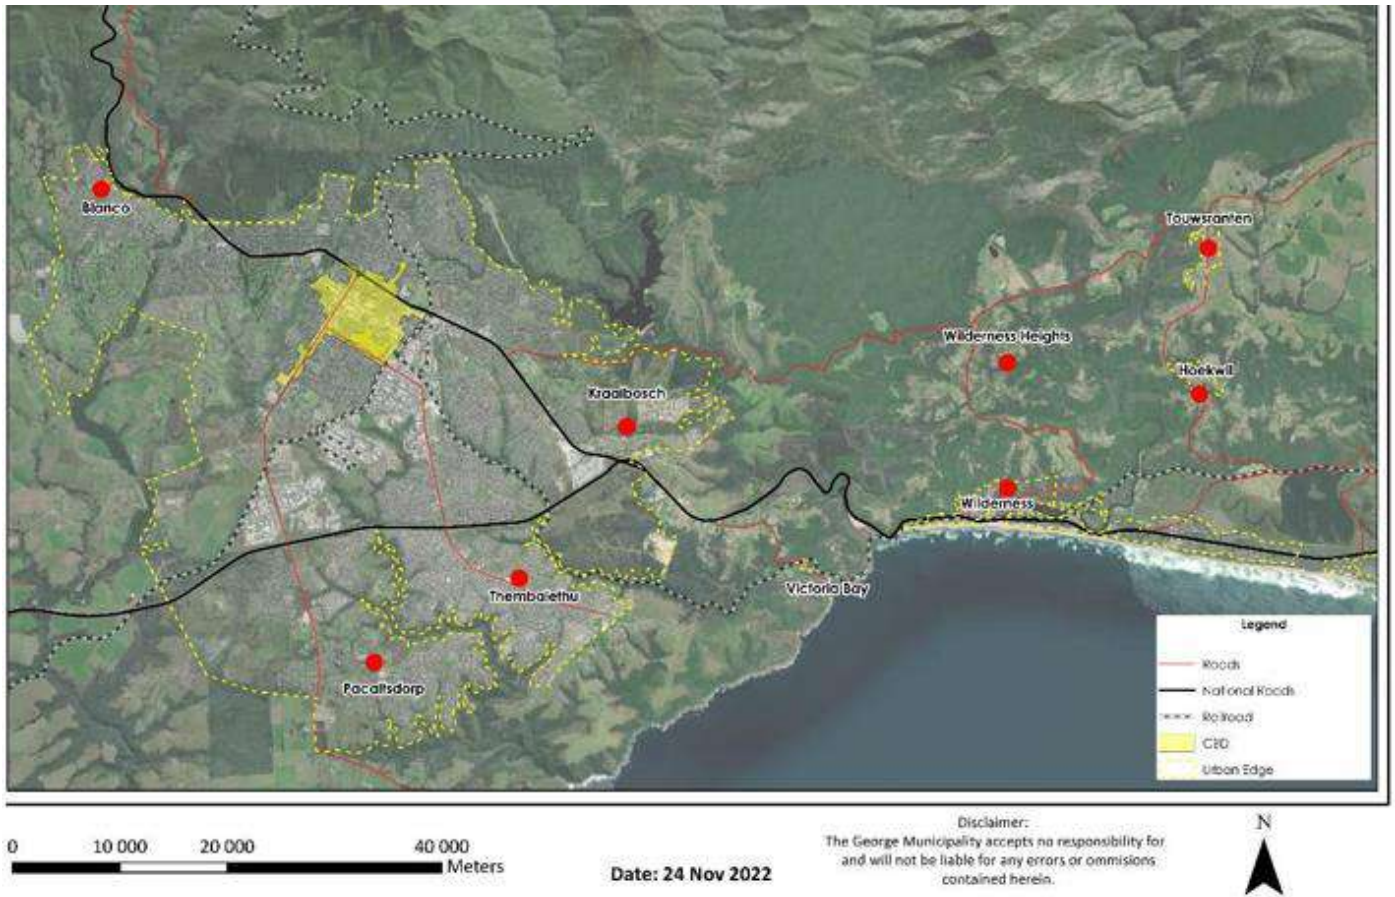 Blanco
Touwsranten
Wilderness Heights
Hoekwil
Kraaibosch
Wilderness
Victoria Bay
Thembalethu
Pacaltsdorp
Legend
Roads
National Roads
Railroad
CBD
Urban Edge
0 10 000 20 000 40 000
Meters
Date: 24 Nov 2022
Disclaimer:
The George Municipality accepts no responsibility for
and will not be liable for any errors or ommisions
contained herein.
N